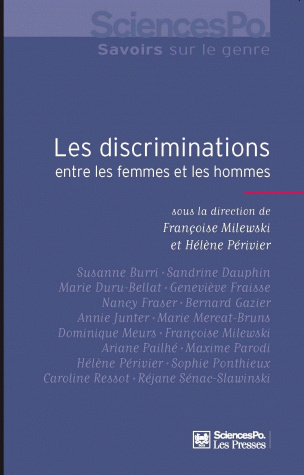 SciencesPo.
Savoirs sur le genre
Les discriminations
entre les femmes et les hommes
sous la direction de
Françoise Milewski
et Hélène Périvier
Susanne Burri · Sandrine Dauphin
Marie Duru-Bellat · Geneviève Fraisse
Nancy Fraser · Bernard Gazier
Annie Junter · Marie Mercat-Bruns
Dominique Meurs · Françoise Milewski
Ariane Pailhé · Maxime Parodi
Hélène Périvier · Sophie Ponthieux
Caroline Ressot · Réjane Sénac-Slawinski
SciencesPo.
Les Presses